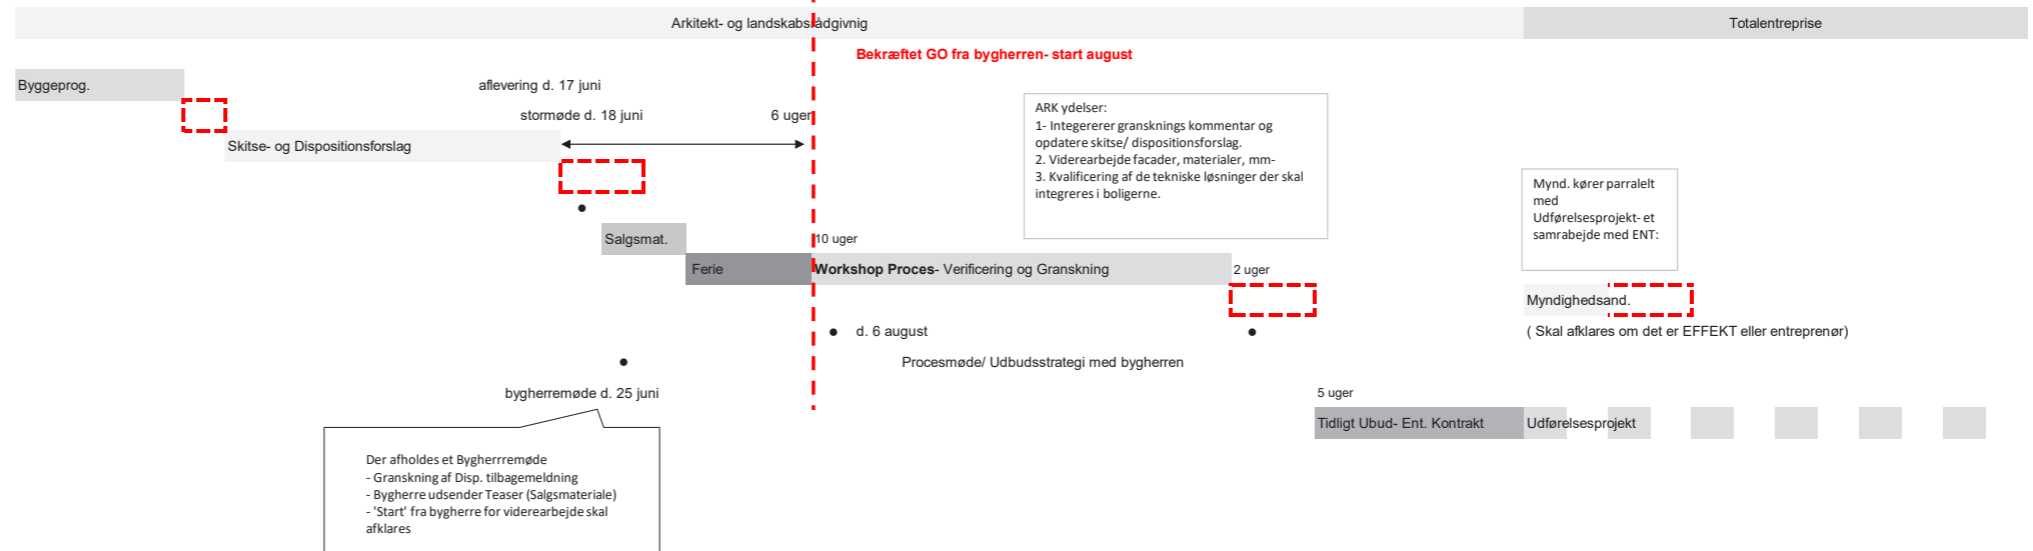 Arkitekt- og landskabsrådgivnig
Totalentreprise
Bekræftet GO fra bygherren- start august
Byggeprog.
aflevering d. 17 juni
stormøde d. 18 juni
6 uger
Skitse- og Dispositionsforslag
ARK ydelser:
1- Integererer gransknings kommentar og
opdatere skitse/ dispositionsforslag.
2. Viderearbejde facader, materialer, mm-
3. Kvalificering af de tekniske løsninger der skal
integreres i boligerne.
Mynd. kører parralelt
med
Udførelsesprojekt- et
samrabejde med ENT:
Salgsmat.
10 uger
Ferie
Workshop Proces- Verificering og Granskning
2 uger
Myndighedsand.
d. 6 august
( Skal afklares om det er EFFEKT eller entreprenør)
Procesmøde/ Udbudsstrategi med bygherren
bygherremøde d. 25 juni
5 uger
Tidligt Ubud- Ent. Kontrakt
Udførelsesprojekt
Der afholdes et Bygherrremøde
- Granskning af Disp. tilbagemeldning
- Bygherre udsender Teaser (Salgsmateriale)
- 'Start' fra bygherre for viderearbejde skal
afklares